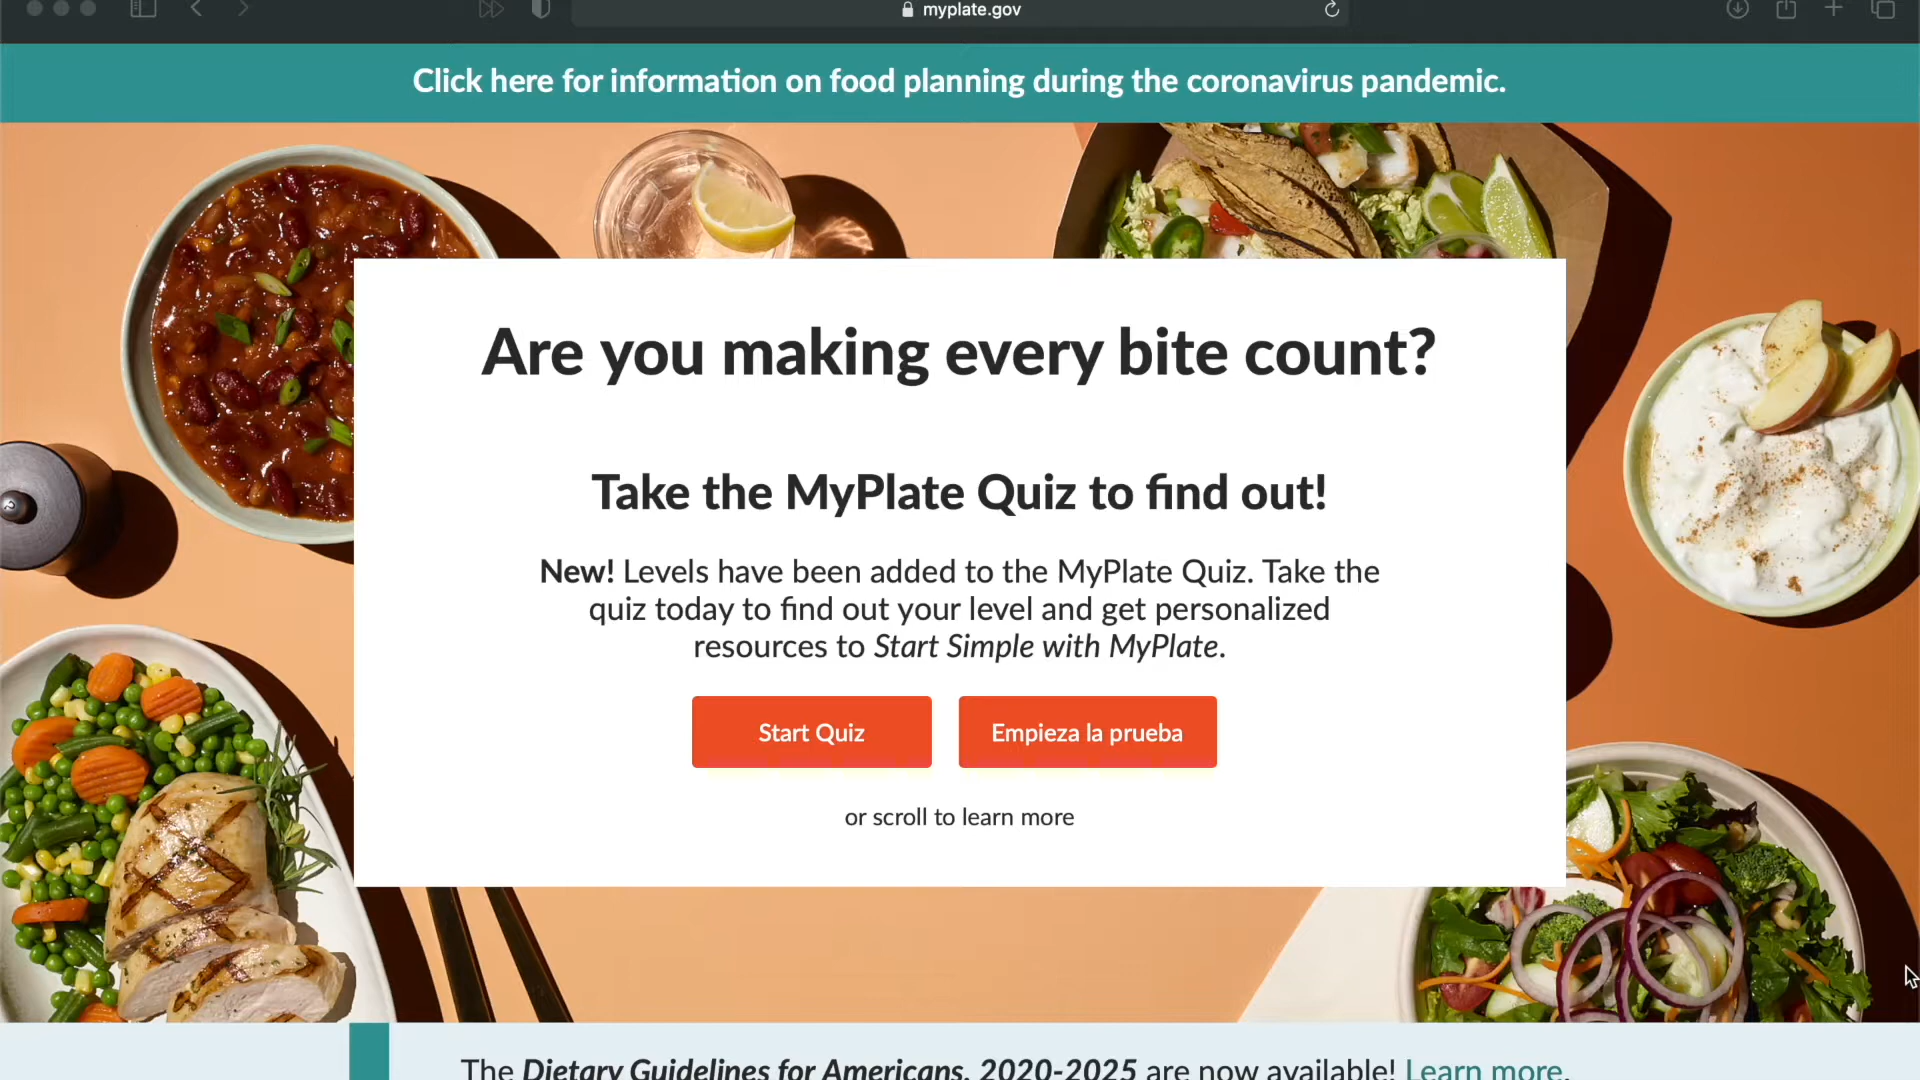 myplate.gov
Click here for information on food planning during the coronavirus pandemic.
Are you making every bite count?
Take the MyPlate Quiz to find out!
New! Levels have been added to the MyPlate Quiz. Take the
quiz today to find out your level and get personalized
resources to Start Simple with MyPlate.
Start Quiz
Empieza la prueba
or scroll to learn more
The Dietary Guidelines for Americans, 2020-2025 are now available! Learn more.